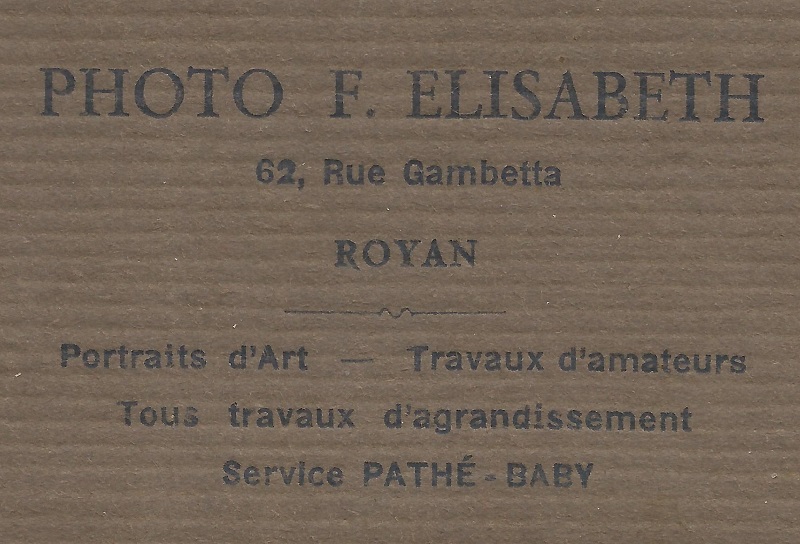 PHOTO F. ELISABETH
62, Rue Gambetta
ROYAN
Portraits d'Art — Travaux d'amateurs
Tous travaux d'agrandissement
Service PATHÉ-BABY